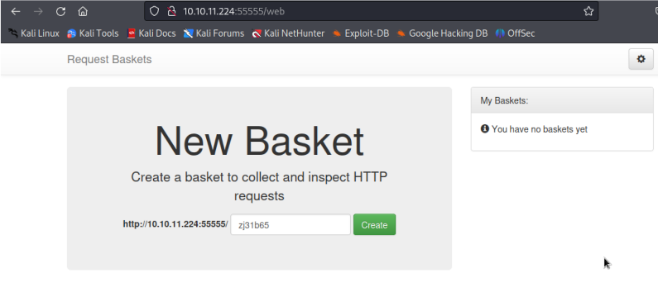 10.10.11.224:55555/web
Kali Linux Kali Tools Kali Docs Kali Forums Kali NetHunter Exploit-DB Google Hacking DB OffSec
Request Baskets
New Basket
Create a basket to collect and inspect HTTP
requests
http://10.10.11.224:55555/ zj31b65 Create
My Baskets:
You have no baskets yet